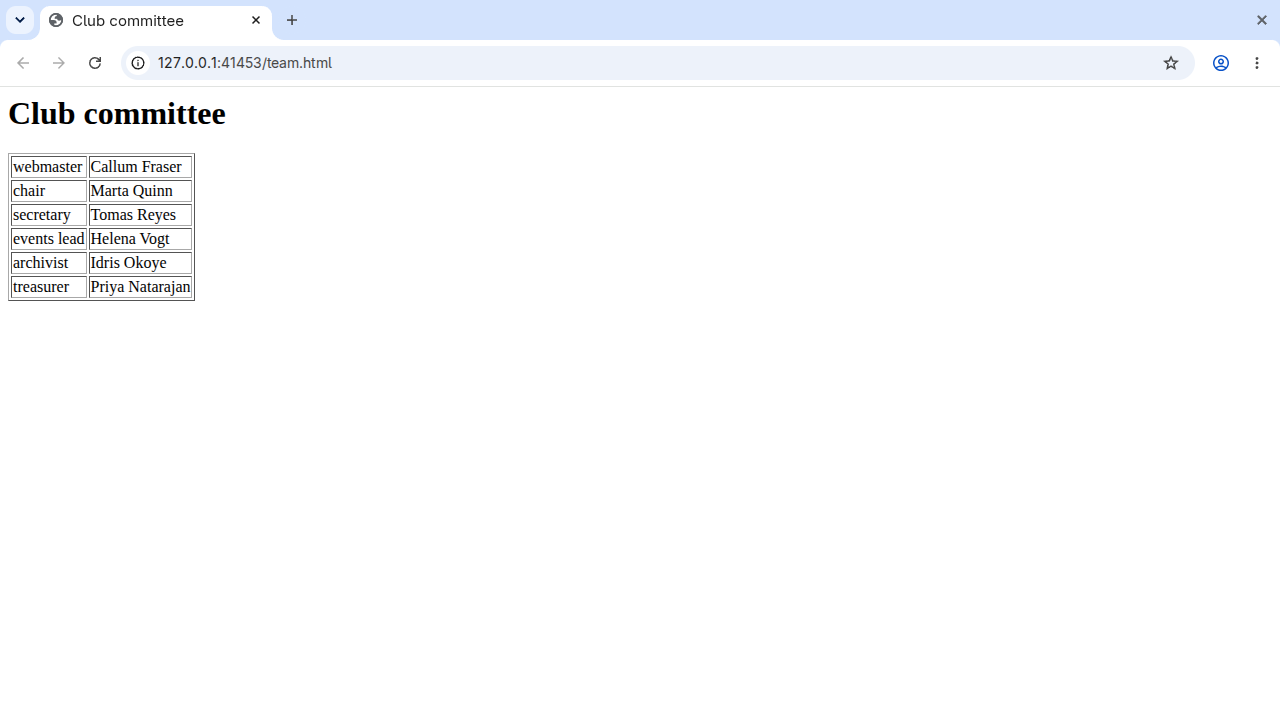 Club committee
127.0.0.1:41453/team.html
Club committee
webmaster Callum Fraser
chair Marta Quinn
secretary Tomas Reyes
events lead Helena Vogt
archivist Idris Okoye
treasurer Priya Natarajan